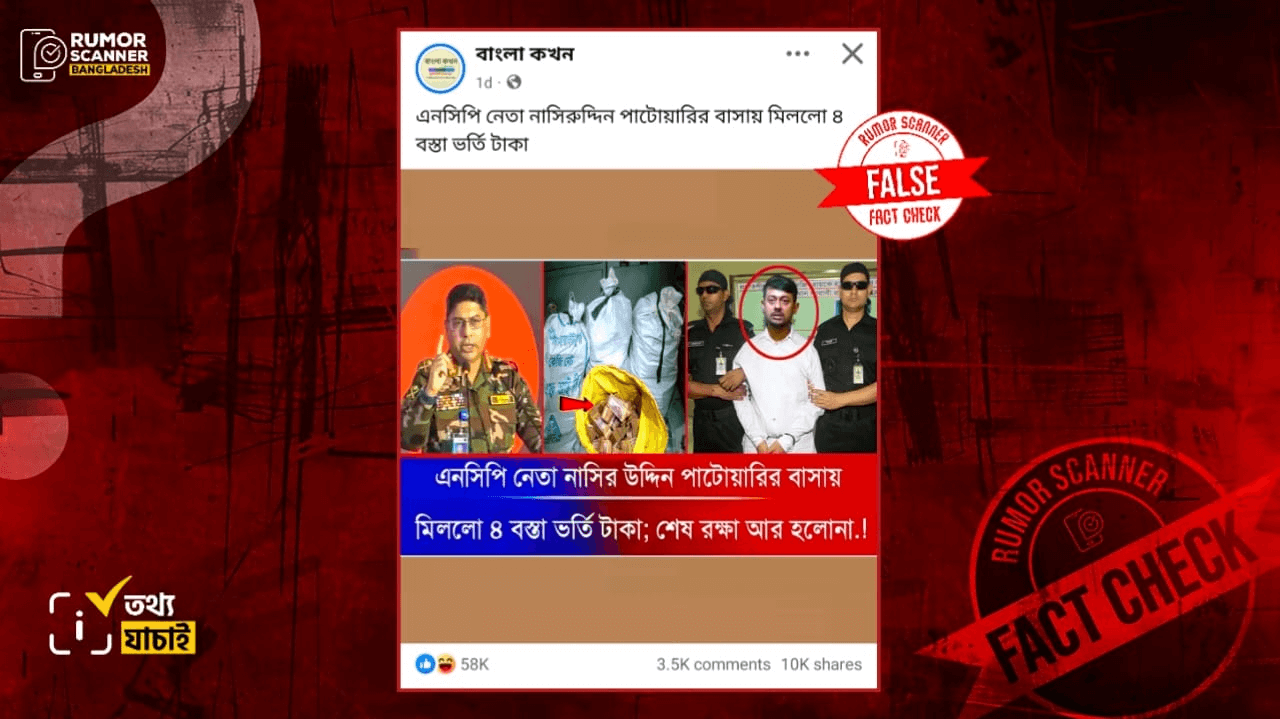 RUMOR
SCANNER
BANGLADESH
বাংলা কখন
1d
এনসিপি নেতা নাসিরুদ্দিন পাটোয়ারির বাসায় মিললো ৪
বস্তা ভর্তি টাকা
RUMOR SCANNER
FALSE
FACT CHECK
এনসিপি নেতা নাসির উদ্দিন পাটোয়ারির বাসায়
মিললো ৪ বস্তা ভর্তি টাকা; শেষ রক্ষা আর হলোনা.!
58K
3.5K comments 10K shares
তথ্য
যাচাই
RUMOR SCANNER
FACT CHECK